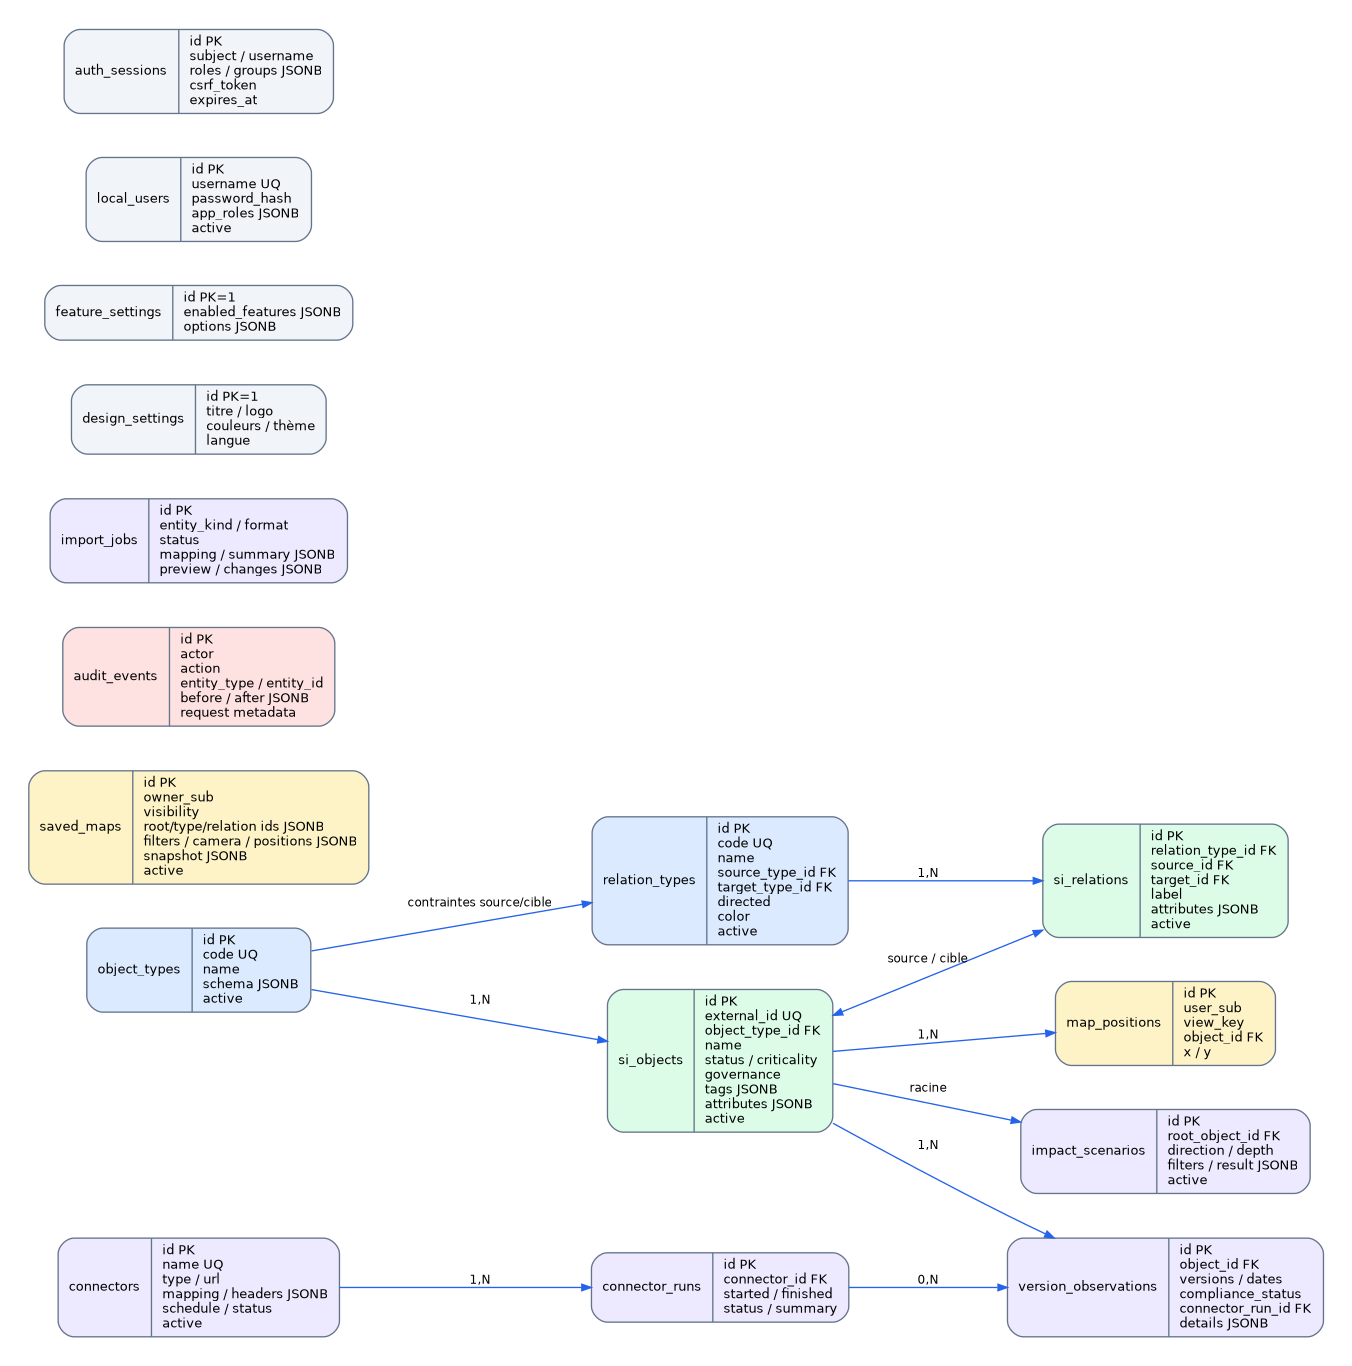 auth_sessions
id PK
subject / username
roles / groups JSONB
csrf_token
expires_at
local_users
id PK
username UQ
password_hash
app_roles JSONB
active
feature_settings
id PK=1
enabled_features JSONB
options JSONB
design_settings
id PK=1
titre / logo
couleurs / thème
langue
import_jobs
id PK
entity_kind / format
status
mapping / summary JSONB
preview / changes JSONB
audit_events
id PK
actor
action
entity_type / entity_id
before / after JSONB
request metadata
saved_maps
id PK
owner_sub
visibility
root/type/relation ids JSONB
filters / camera / positions JSONB
snapshot JSONB
active
object_types
id PK
code UQ
name
schema JSONB
active
contraintes source/cible
1,N
relation_types
id PK
code UQ
name
source_type_id FK
target_type_id FK
directed
color
active
1,N
si_relations
id PK
relation_type_id FK
source_id FK
target_id FK
label
attributes JSONB
active
source / cible
si_objects
id PK
external_id UQ
object_type_id FK
name
status / criticality
governance
tags JSONB
attributes JSONB
active
1,N
map_positions
id PK
user_sub
view_key
object_id FK
x / y
racine
impact_scenarios
id PK
root_object_id FK
direction / depth
filters / result JSONB
active
1,N
connectors
id PK
name UQ
type / url
mapping / headers JSONB
schedule / status
active
1,N
connector_runs
id PK
connector_id FK
started / finished
status / summary
0,N
version_observations
id PK
object_id FK
versions / dates
compliance_status
connector_run_id FK
details JSONB